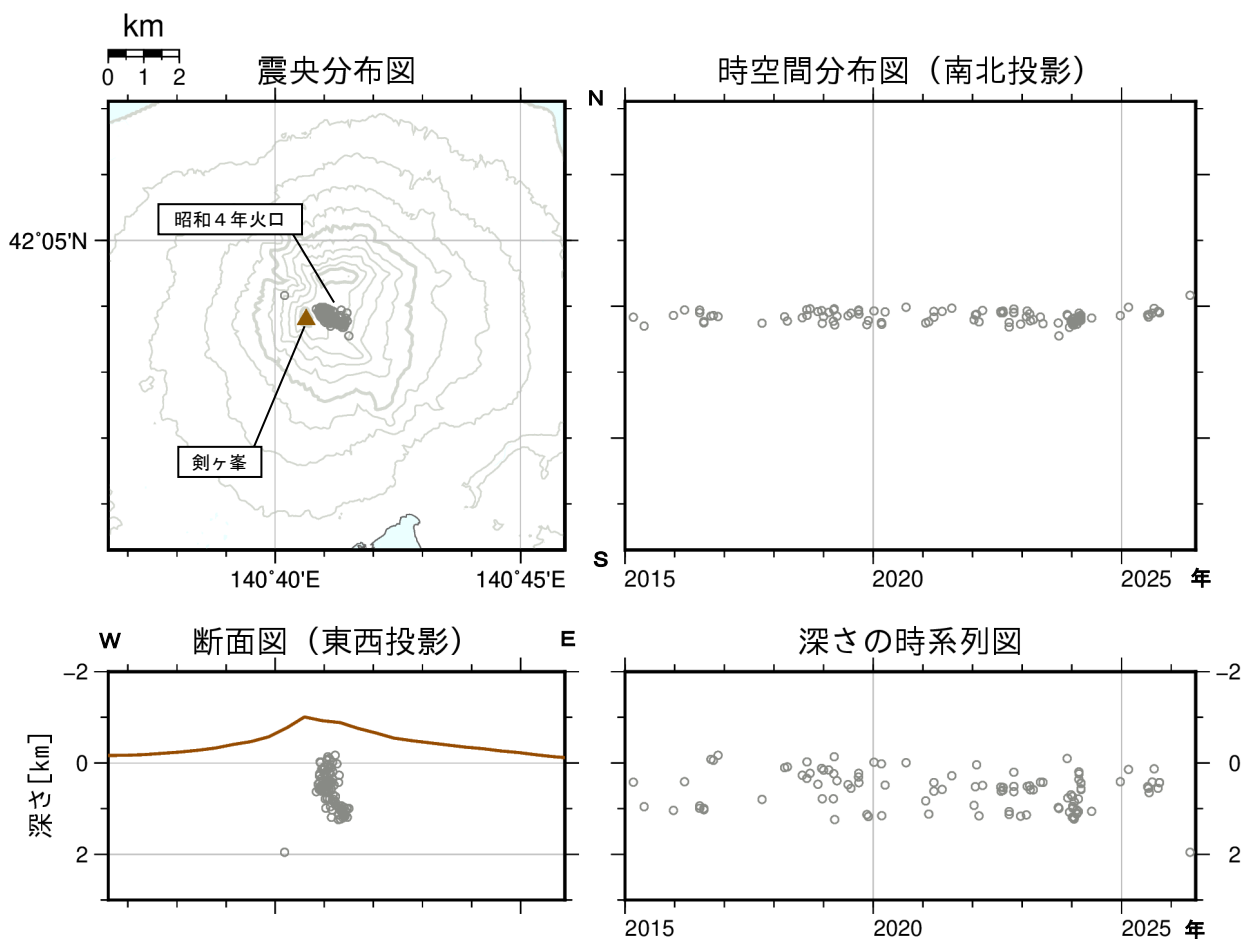 km
0 1 2
震央分布図
時空間分布図（南北投影）
N
昭和４年火口
42°05'N
剣ヶ峯
S
140°40'E 140°45'E
2015 2020 2025 年
W
断面図（東西投影）
E
深さの時系列図
−2 −2
0 0
2 2
深さ[km]
2015 2020 2025 年